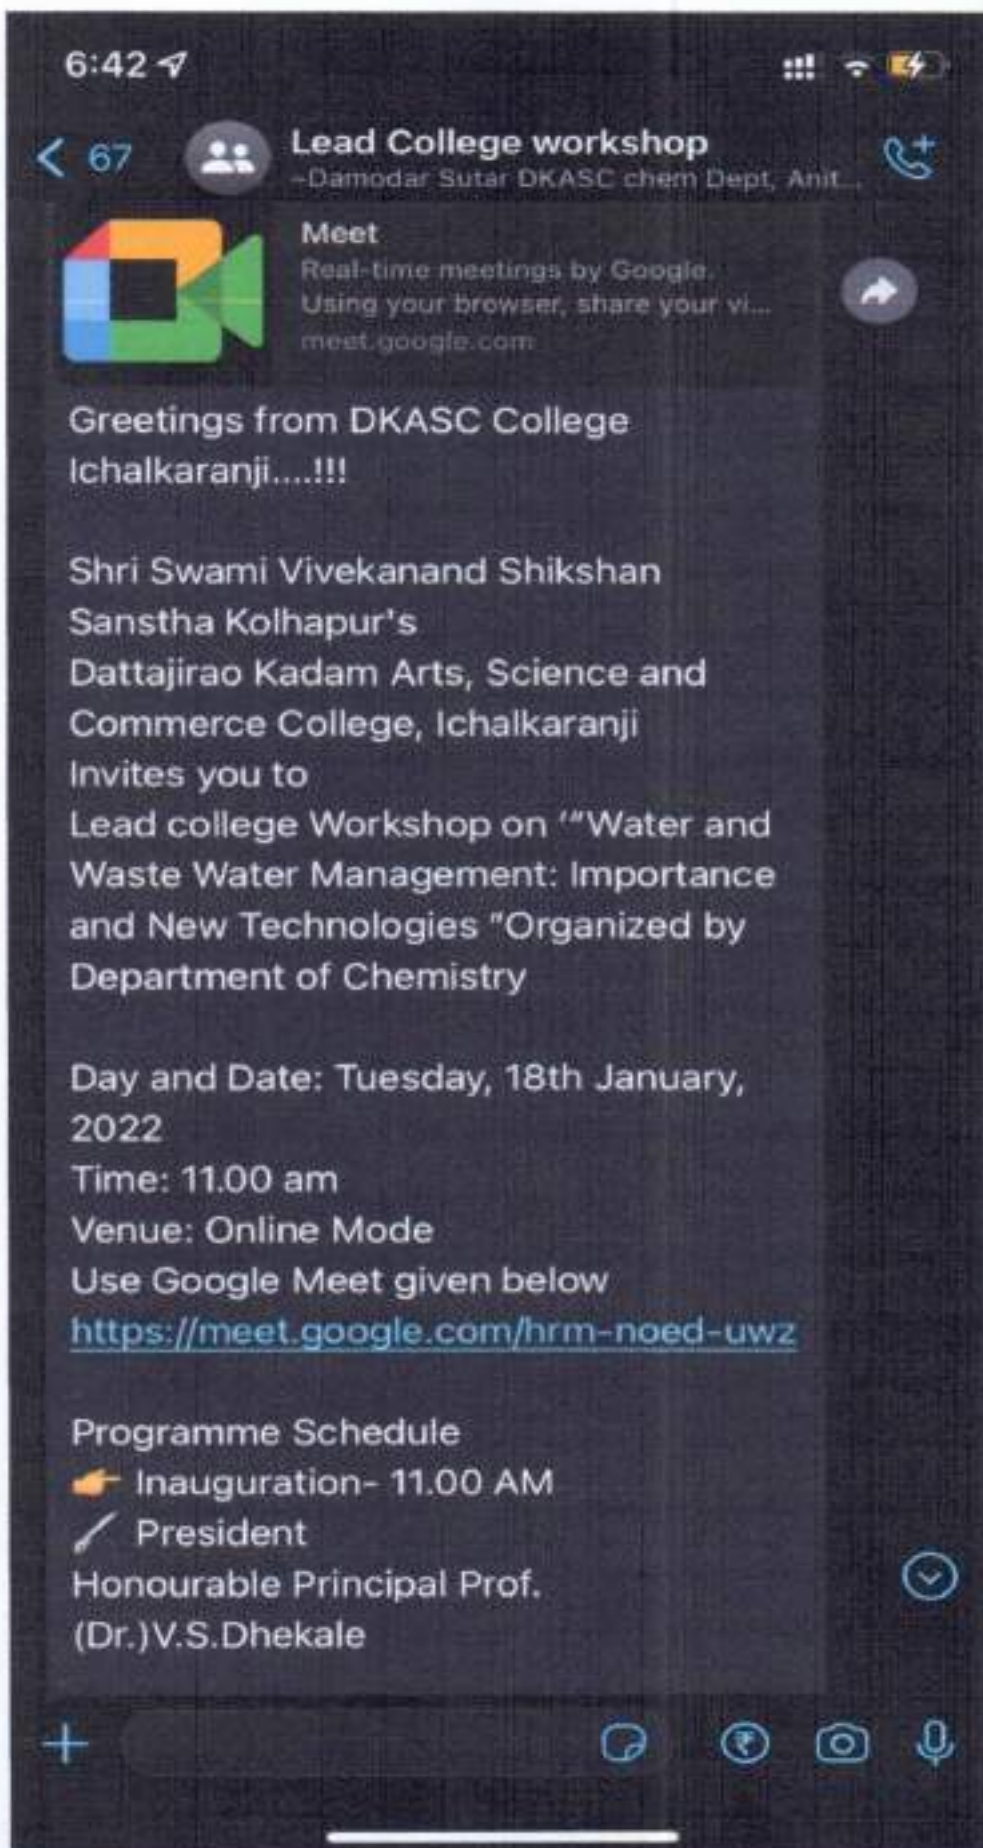 6:42
67
Lead College workshop
~Damodar Sutar DKASC chem Dept, Anit...
Meet
Real-time meetings by Google.
Using your browser, share your vi...
meet.google.com
Greetings from DKASC College
Ichalkaranji....!!!
Shri Swami Vivekanand Shikshan
Sanstha Kolhapur's
Dattajirao Kadam Arts, Science and
Commerce College, Ichalkaranji
Invites you to
Lead college Workshop on ‘“Water and
Waste Water Management: Importance
and New Technologies "Organized by
Department of Chemistry
Day and Date: Tuesday, 18th January,
2022
Time: 11.00 am
Venue: Online Mode
Use Google Meet given below
https://meet.google.com/hrm-noed-uwz
Programme Schedule
👉 Inauguration- 11.00 AM
President
Honourable Principal Prof.
(Dr.)V.S.Dhekale
₹